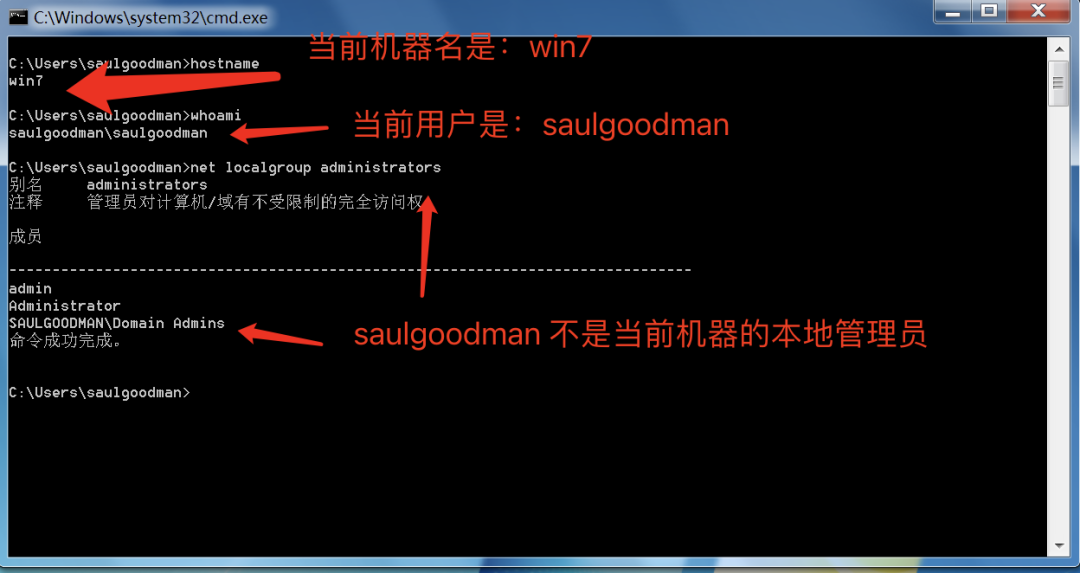 C:\Windows\system32\cmd.exe
当前机器名是：win7
C:\Users\saulgoodman>hostname
win7
C:\Users\saulgoodman>whoami
saulgoodman\saulgoodman
当前用户是：saulgoodman
C:\Users\saulgoodman>net localgroup administrators
别名 administrators
注释 管理员对计算机/域有不受限制的完全访问权
成员
-------------------------------------------------------------------------------
admin
Administrator
SAULGOODMAN\Domain Admins
saulgoodman 不是当前机器的本地管理员
命令成功完成。
C:\Users\saulgoodman>